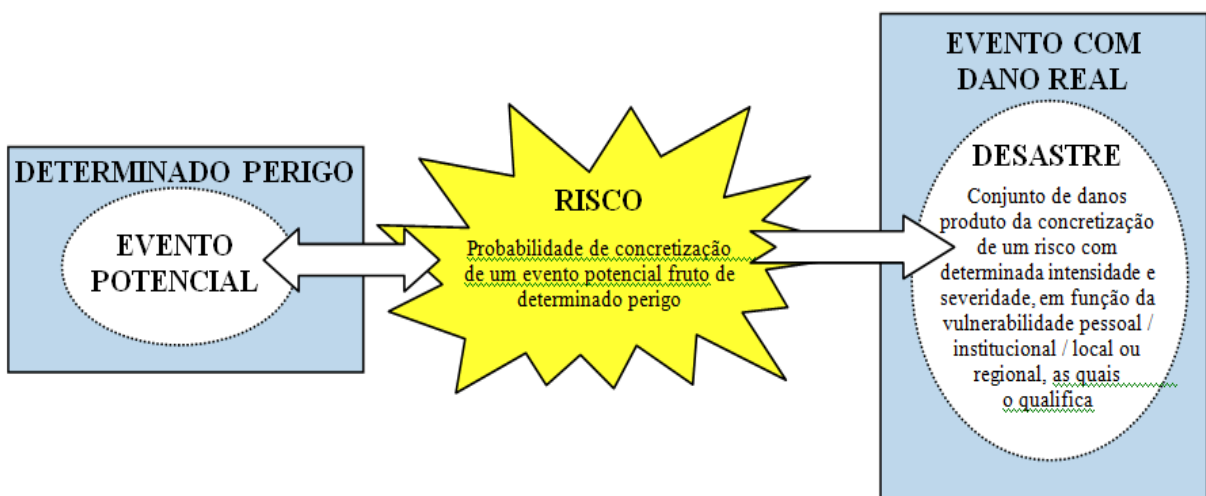 DETERMINADO PERIGO
EVENTO
POTENCIAL
RISCO
Probabilidade de concretização
de um evento potencial fruto de
determinado perigo
EVENTO COM
DANO REAL
DESASTRE
Conjunto de danos
produto da concretização
de um risco com
determinada intensidade e
severidade, em função da
vulnerabilidade pessoal /
institucional / local ou
regional, as quais
o qualifica